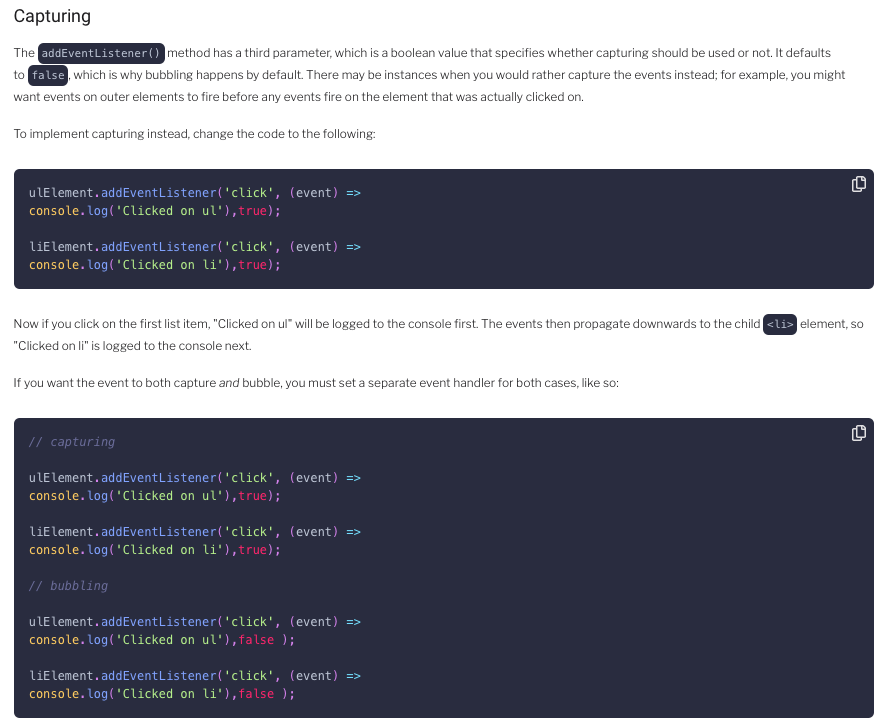 Capturing
The addEventListener() method has a third parameter, which is a boolean value that specifies whether capturing should be used or not. It defaults
to false, which is why bubbling happens by default. There may be instances when you would rather capture the events instead; for example, you might
want events on outer elements to fire before any events fire on the element that was actually clicked on.
To implement capturing instead, change the code to the following:
ulElement.addEventListener('click', (event) =>
console.log('Clicked on ul'),true);
liElement.addEventListener('click', (event) =>
console.log('Clicked on li'),true);
Now if you click on the first list item, "Clicked on ul" will be logged to the console first. The events then propagate downwards to the child <li> element, so
"Clicked on li" is logged to the console next.
If you want the event to both capture and bubble, you must set a separate event handler for both cases, like so:
// capturing
ulElement.addEventListener('click', (event) =>
console.log('Clicked on ul'),true);
liElement.addEventListener('click', (event) =>
console.log('Clicked on li'),true);
// bubbling
ulElement.addEventListener('click', (event) =>
console.log('Clicked on ul'),false );
liElement.addEventListener('click', (event) =>
console.log('Clicked on li'),false );